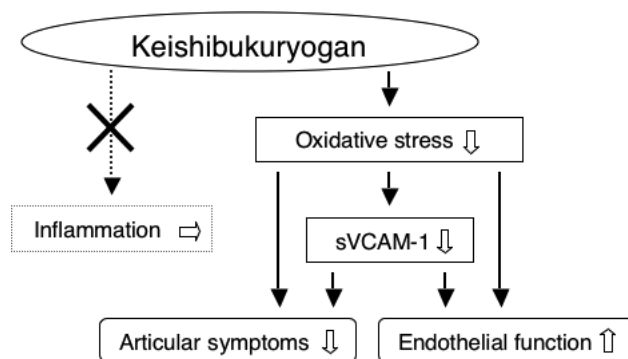 Keishibukuryogan
Oxidative stress ⇩
Inflammation ⇨
sVCAM-1 ⇩
Articular symptoms ⇩
Endothelial function ⇧